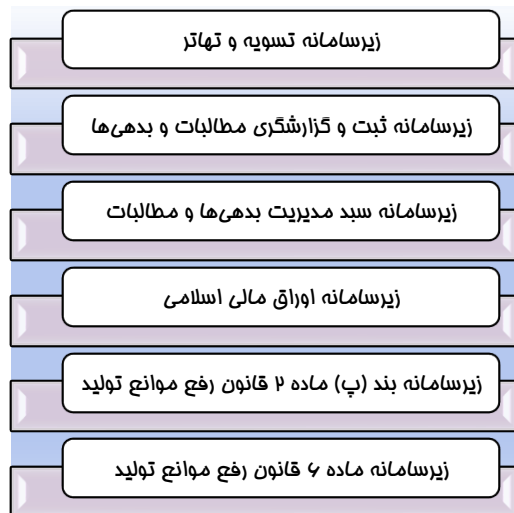 زیرسامانه تسویه و تهاتر
زیرسامانه ثبت و گزارشگری مطالبات و بدهی‌ها
زیرسامانه سبد مدیریت بدهی‌ها و مطالبات
زیرسامانه اوراق مالی اسلامی
زیرسامانه بند (پ) ماده ۲ قانون رفع موانع تولید
زیرسامانه ماده ۶ قانون رفع موانع تولید